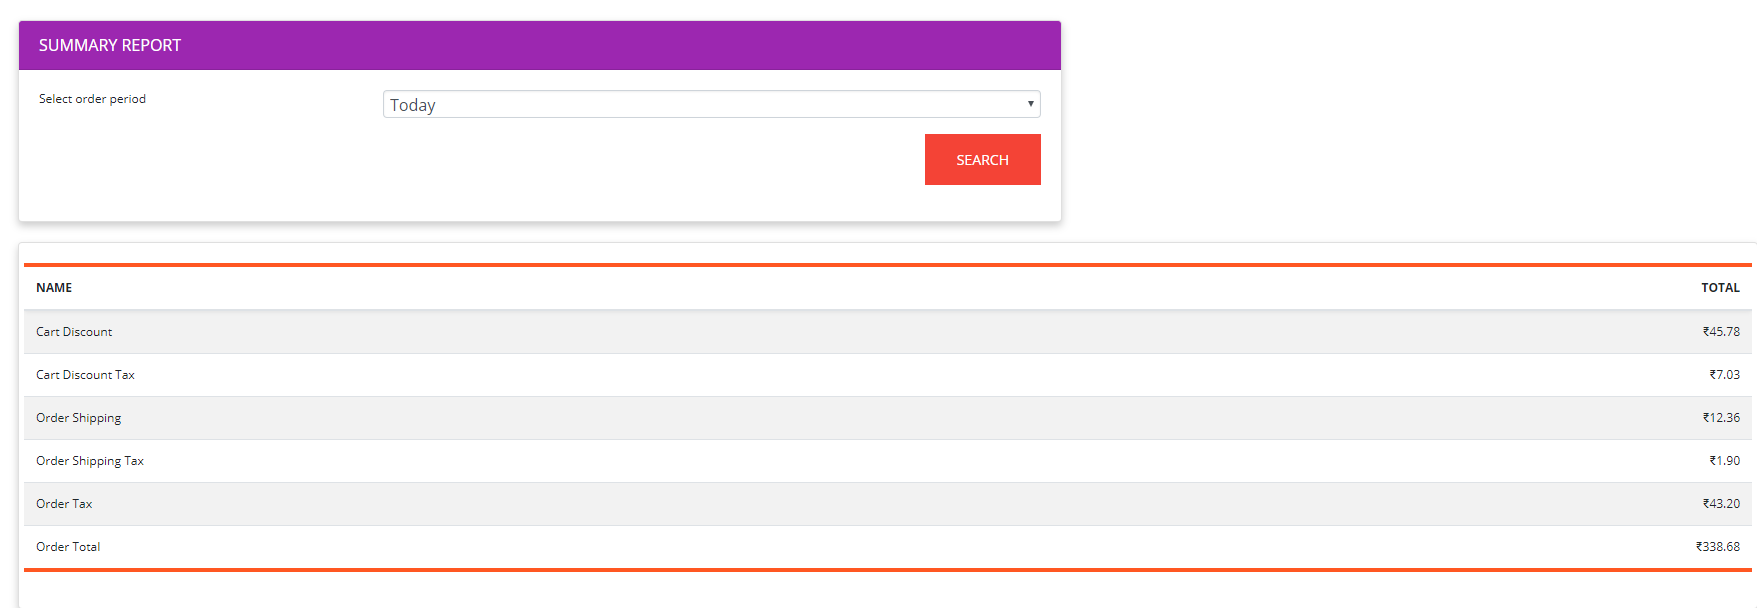 SUMMARY REPORT
Select order period
Today
SEARCH
NAME TOTAL
Cart Discount ₹45.78
Cart Discount Tax ₹7.03
Order Shipping ₹12.36
Order Shipping Tax ₹1.90
Order Tax ₹43.20
Order Total ₹338.68